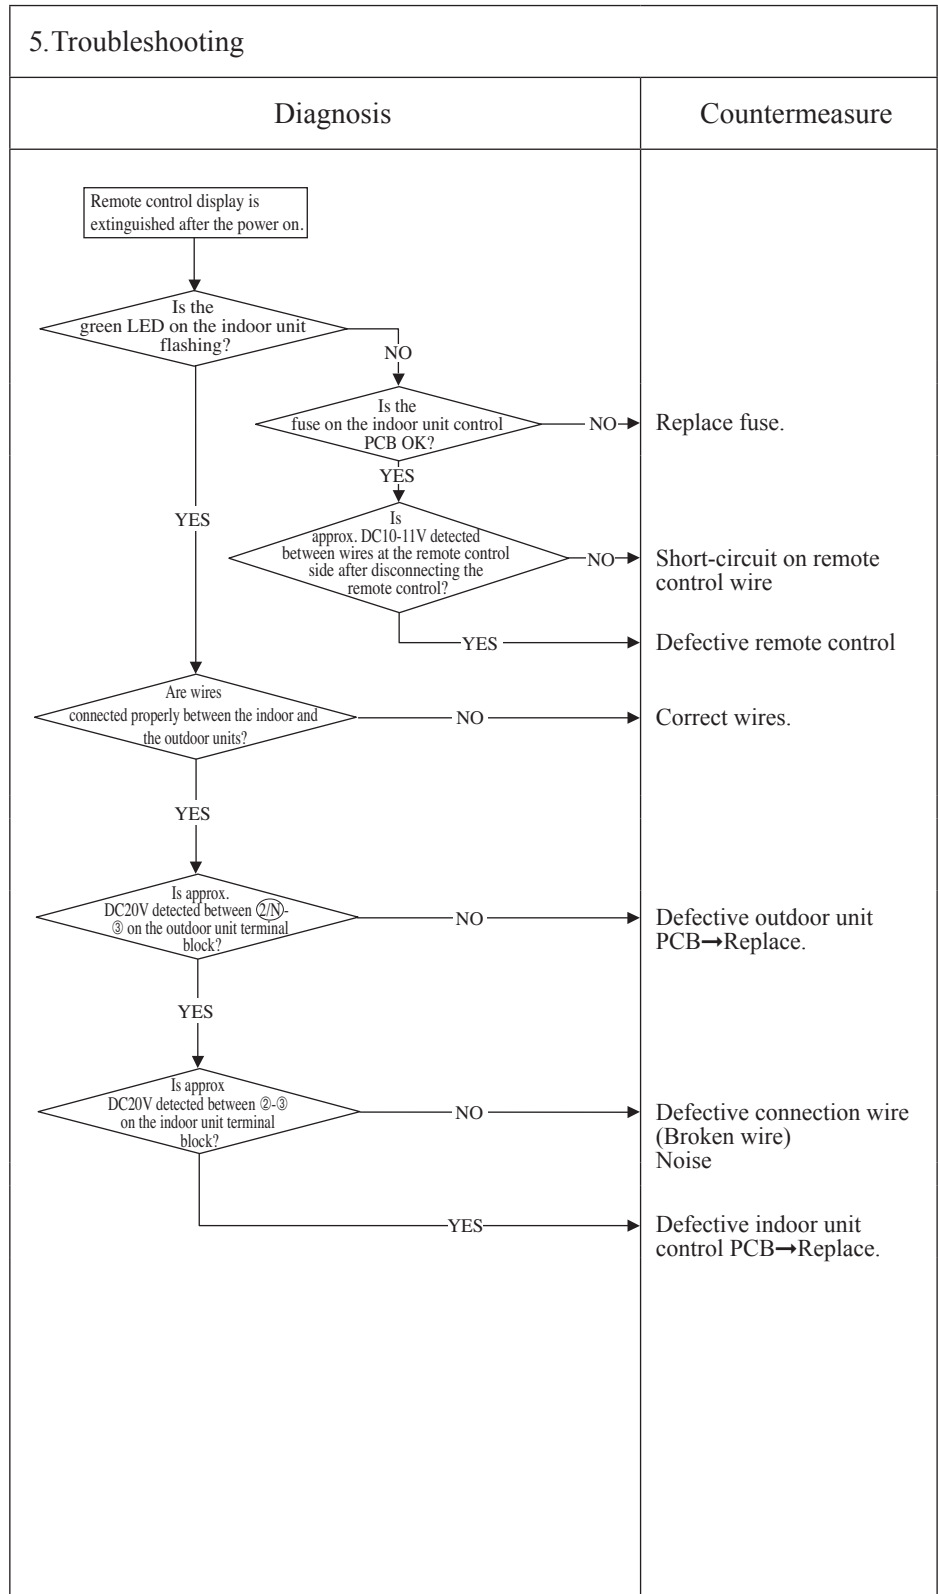 5.Troubleshooting
Diagnosis
Countermeasure
Remote control display is
extinguished after the power on.
Is the
green LED on the indoor unit
flashing?
NO
Is the
fuse on the indoor unit control
PCB OK?
NO
Replace fuse.
YES
YES
Is
approx. DC10-11V detected
between wires at the remote control
side after disconnecting the
remote control?
NO
Short-circuit on remote
control wire
YES
Defective remote control
Are wires
connected properly between the indoor and
the outdoor units?
NO
Correct wires.
YES
Is approx.
DC20V detected between (2/N)-
③ on the outdoor unit terminal
block?
NO
Defective outdoor unit
PCB→Replace.
YES
Is approx
DC20V detected between ②-③
on the indoor unit terminal
block?
NO
Defective connection wire
(Broken wire)
Noise
YES
Defective indoor unit
control PCB→Replace.